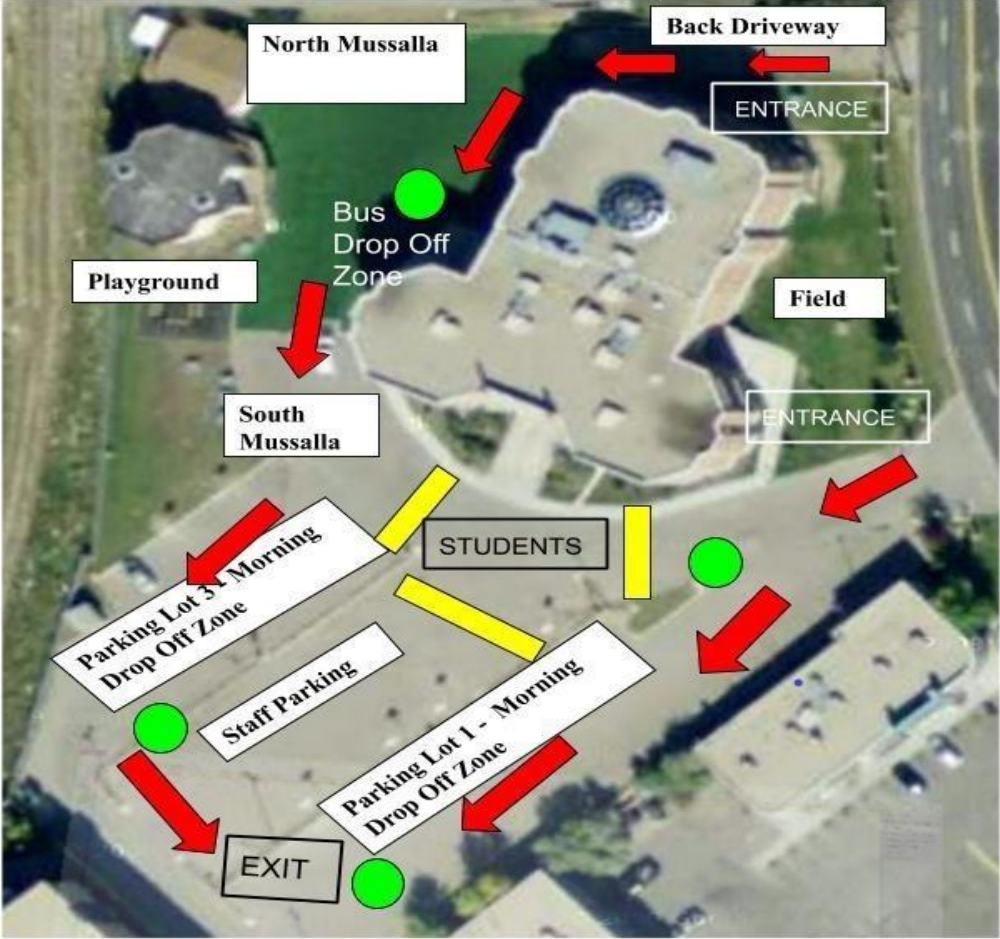 Back Driveway
North Mussalla
ENTRANCE
Bus
Drop Off
Zone
Playground
Field
South
Mussalla
ENTRANCE
STUDENTS
Parking Lot 3 - Morning
Drop Off Zone
Staff Parking
Parking Lot 1 - Morning
Drop Off Zone
EXIT